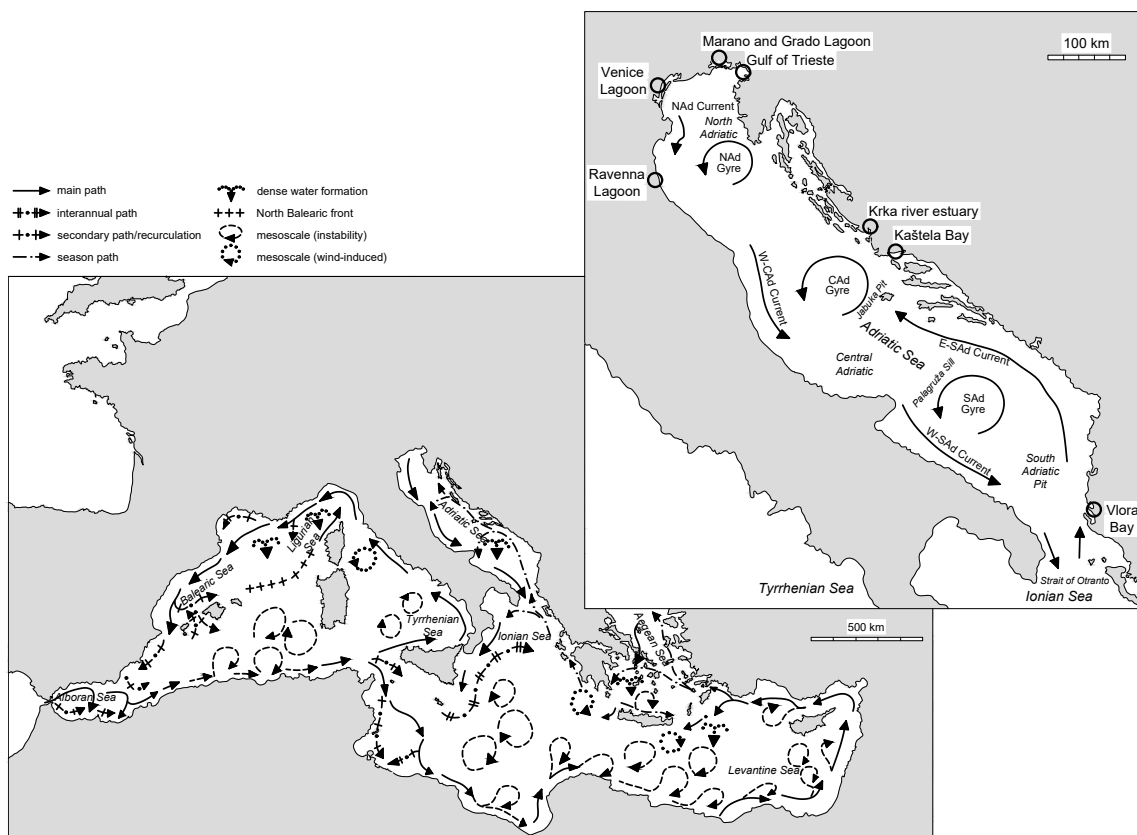 Marano and Grado Lagoon
Gulf of Trieste
100 km
Venice
Lagoon
NAd Current
North
Adriatic
NAd
Gyre
Ravenna
Lagoon
Krka river estuary
Kaštela Bay
W-CAd Current
CAd
Gyre
Jabuka Pit
Adriatic Sea
E-SAd Current
Central
Adriatic
Palagruža Sill
SAd
Gyre
W-SAd Current
South
Adriatic
Pit
Vlora
Bay
Strait of Otranto
Tyrrhenian Sea
Ionian Sea
main path
interannual path
secondary path/recurculation
season path
dense water formation
North Balearic front
mesoscale (instability)
mesoscale (wind-induced)
500 km
Adriatic Sea
Ligurian
Sea
Balearic Sea
Tyrrhenian
Sea
Ionian Sea
Aegean Sea
Alboran Sea
Levantine Sea